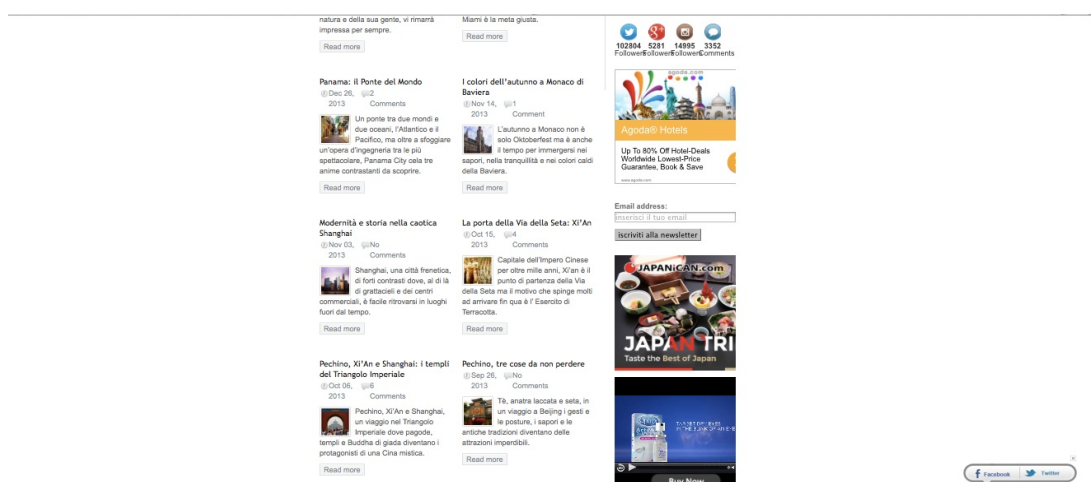 natura e della sua gente, vi rimarrà
impressa per sempre.
Read more
Miami è la meta giusta.
Read more
Panama: il Ponte del Mondo
Dec 26, 2
2013 Comments
Un ponte tra due mondi e
due oceani, l'Atlantico e il
Pacifico, ma oltre a sfoggiare
un'opera d'ingegneria tra le più
spettacolare, Panama City cela tre
anime contrastanti da scoprire.
Read more
I colori dell'autunno a Monaco di
Baviera
Nov 14, 1
2013 Comment
L'autunno a Monaco non è
solo Oktoberfest ma è anche
il tempo per immergersi nei
sapori, nella tranquillità e nei colori caldi
della Baviera.
Read more
Modernità e storia nella caotica
Shanghai
Nov 03, No
2013 Comments
Shanghai, una città frenetica,
di forti contrasti dove, al di là
di grattacieli e dei centri
commerciali, è facile ritrovarsi in luoghi
fuori dal tempo.
Read more
La porta della Via della Seta: Xi'An
Oct 15, 4
2013 Comments
Capitale dell'Impero Cinese
per oltre mille anni, Xi'an è il
punto di partenza della Via
della Seta ma il motivo che spinge molti
ad arrivare fin qua è l' Esercito di
Terracotta.
Read more
Pechino, Xi'An e Shanghai: i templi
del Triangolo Imperiale
Oct 06, 6
2013 Comments
Pechino, Xi'An e Shanghai,
un viaggio nel Triangolo
Imperiale dove pagode,
templi e Buddha di giada diventano i
protagonisti di una Cina mistica.
Read more
Pechino, tre cose da non perdere
Sep 26, No
2013 Comments
Tè, anatra laccata e seta, in
un viaggio a Beijing i gesti e
le posture, i sapori e le
antiche tradizioni diventano delle
attrazioni imperdibili.
Read more
102804 5281 14995 3352
Followers Followers Followers Comments
agoda.com
Agoda® Hotels
Up To 80% Off Hotel-Deals
Worldwide Lowest-Price
Guarantee, Book & Save
www.agoda.com
Email address:
inserisci il tuo email
iscriviti alla newsletter
JAPANiCAN.com
JAPAN TRI
Taste the Best of Japan
IN THE BLINK OF AN EYE
Buy Now
Facebook Twitter